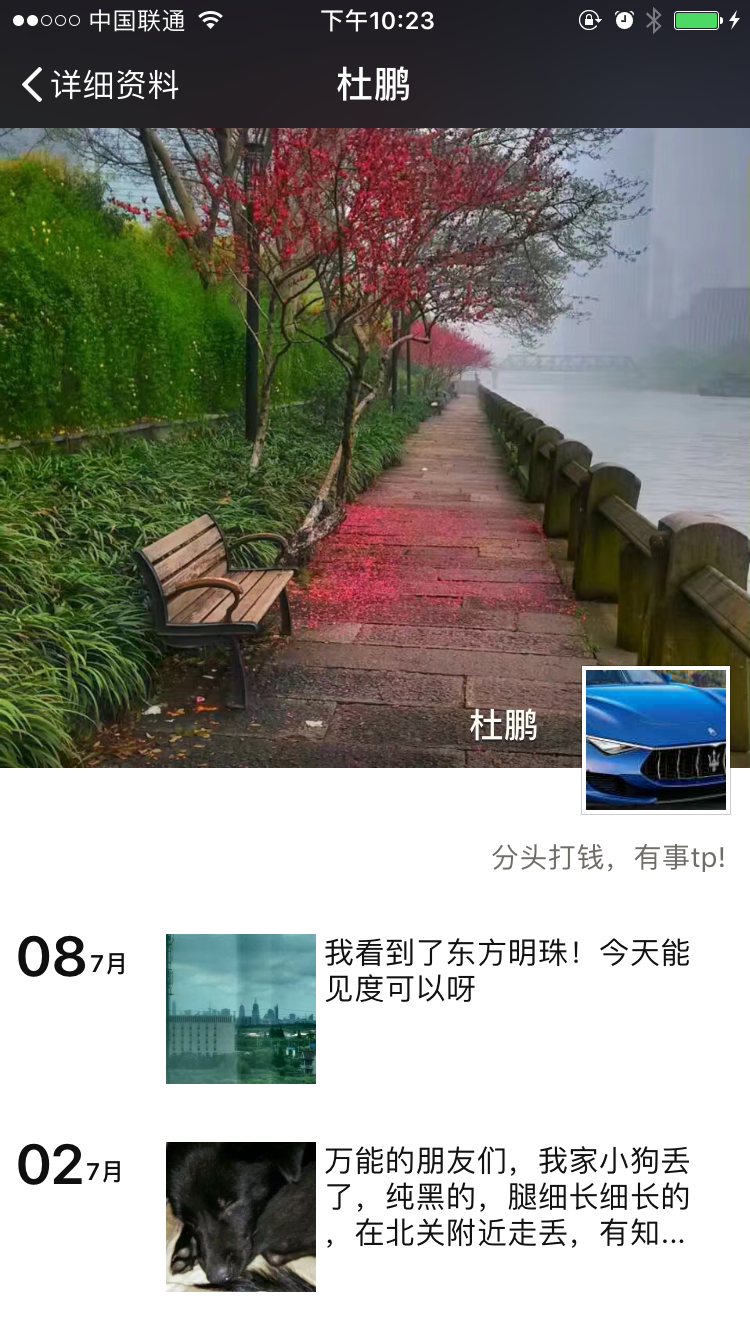 中国联通
下午10:23
详细资料
杜鹏
杜鹏
分头打钱，有事tp!
08 7月
我看到了东方明珠！今天能
见度可以呀
02 7月
万能的朋友们，我家小狗丢
了，纯黑的，腿细长细长的
，在北关附近走丢，有知...